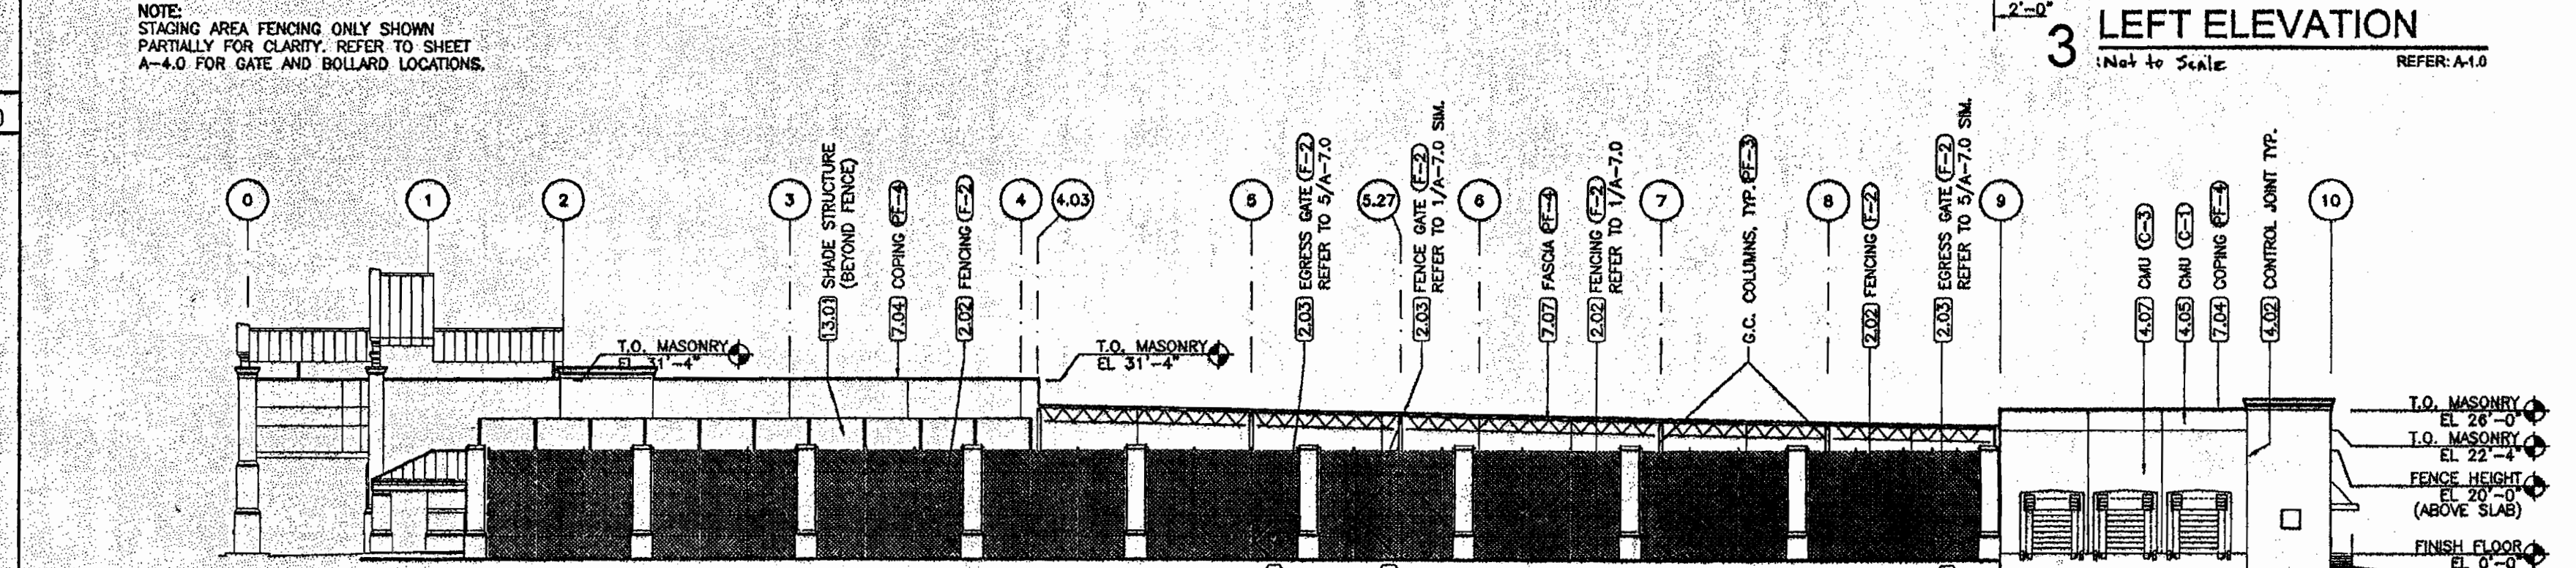 NOTE:
STAGING AREA FENCING ONLY SHOWN
PARTIALLY FOR CLARITY. REFER TO SHEET
A-4.0 FOR GATE AND BOLLARD LOCATIONS.
2'-0"
3 LEFT ELEVATION
Not to Scale
REFER: A-1.0
0
1
2
3
4
4.03
5
5.27
6
7
8
9
10
13.01 SHADE STRUCTURE
(BEYOND FENCE)
7.04 COPING PF-4
2.02 FENCING F-2
2.03 EGRESS GATE F-2
REFER TO 5/A-7.0
2.03 FENCE GATE F-2
REFER TO 1/A-7.0 SIM.
7.07 FASCIA PF-4
2.02 FENCING F-2
REFER TO 1/A-7.0
G.C. COLUMNS, TYP. PF-3
2.02 FENCING F-2
2.03 EGRESS GATE F-2
REFER TO 5/A-7.0 SIM.
4.07 CMU C-3
4.05 CMU C-1
7.04 COPING PF-4
4.02 CONTROL JOINT TYP.
T.O. MASONRY
EL 31'-4"
T.O. MASONRY
EL 31'-4"
T.O. MASONRY
EL 26'-0"
T.O. MASONRY
EL 22'-4"
FENCE HEIGHT
EL 20'-0"
(ABOVE SLAB)
FINISH FLOOR
EL 0'-0"